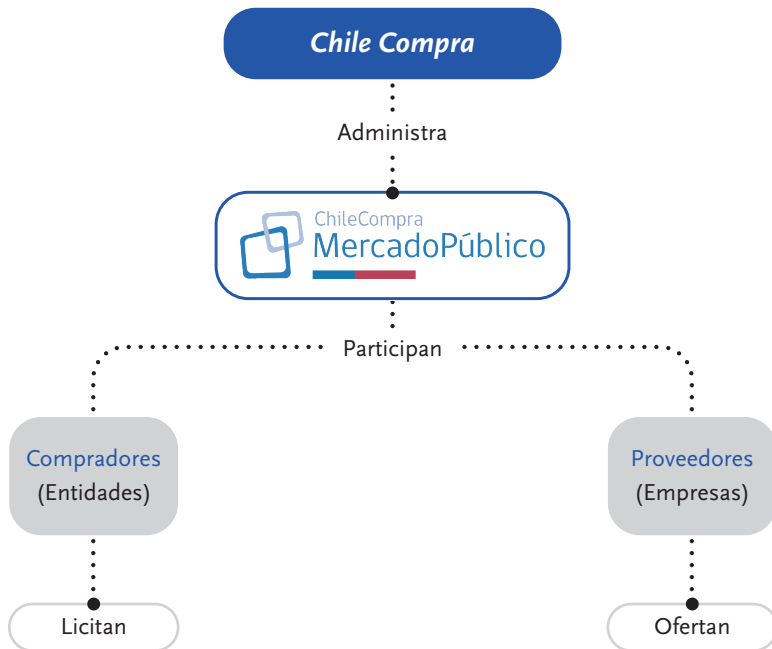 Chile Compra
Administra
ChileCompra
MercadoPúblico
Participan
Compradores
(Entidades)
Proveedores
(Empresas)
Licitan
Ofertan